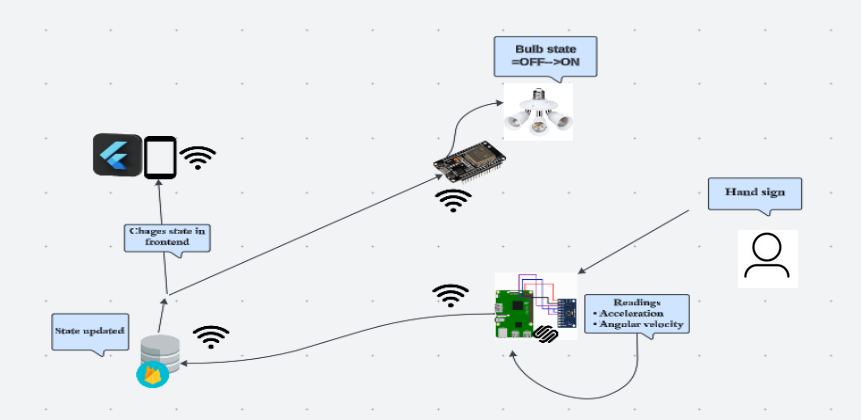 Bulb state
=OFF-->ON
Hand sign
Chages state in
frontend
Readings
• Acceleration
• Angular velocity
State updated